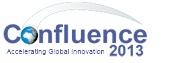 Confluence
Accelerating Global Innovation 2013